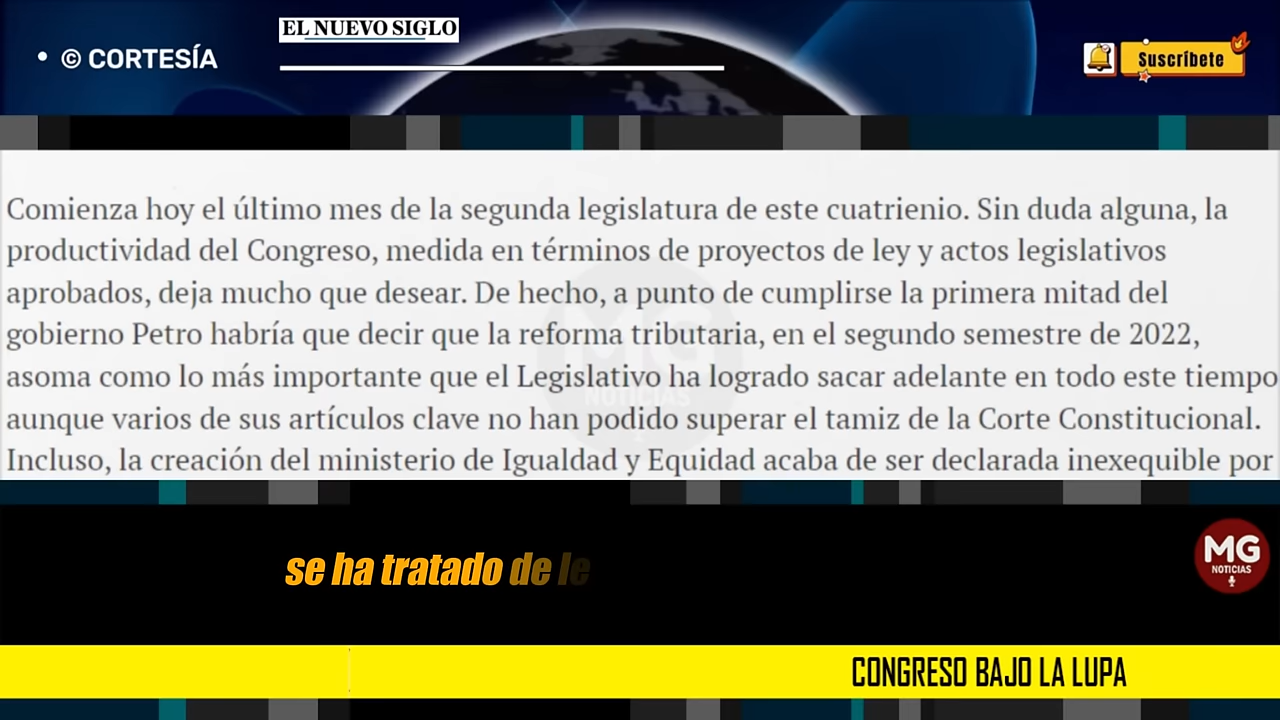 EL NUEVO SIGLO
• © CORTESÍA
Suscríbete
Comienza hoy el último mes de la segunda legislatura de este cuatrienio. Sin duda alguna, la
productividad del Congreso, medida en términos de proyectos de ley y actos legislativos
aprobados, deja mucho que desear. De hecho, a punto de cumplirse la primera mitad del
gobierno Petro habría que decir que la reforma tributaria, en el segundo semestre de 2022,
asoma como lo más importante que el Legislativo ha logrado sacar adelante en todo este tiempo
aunque varios de sus artículos clave no han podido superar el tamiz de la Corte Constitucional.
Incluso, la creación del ministerio de Igualdad y Equidad acaba de ser declarada inexequible por
MG
NOTICIAS
se ha tratado de le
MG
NOTICIAS
CONGRESO BAJO LA LUPA